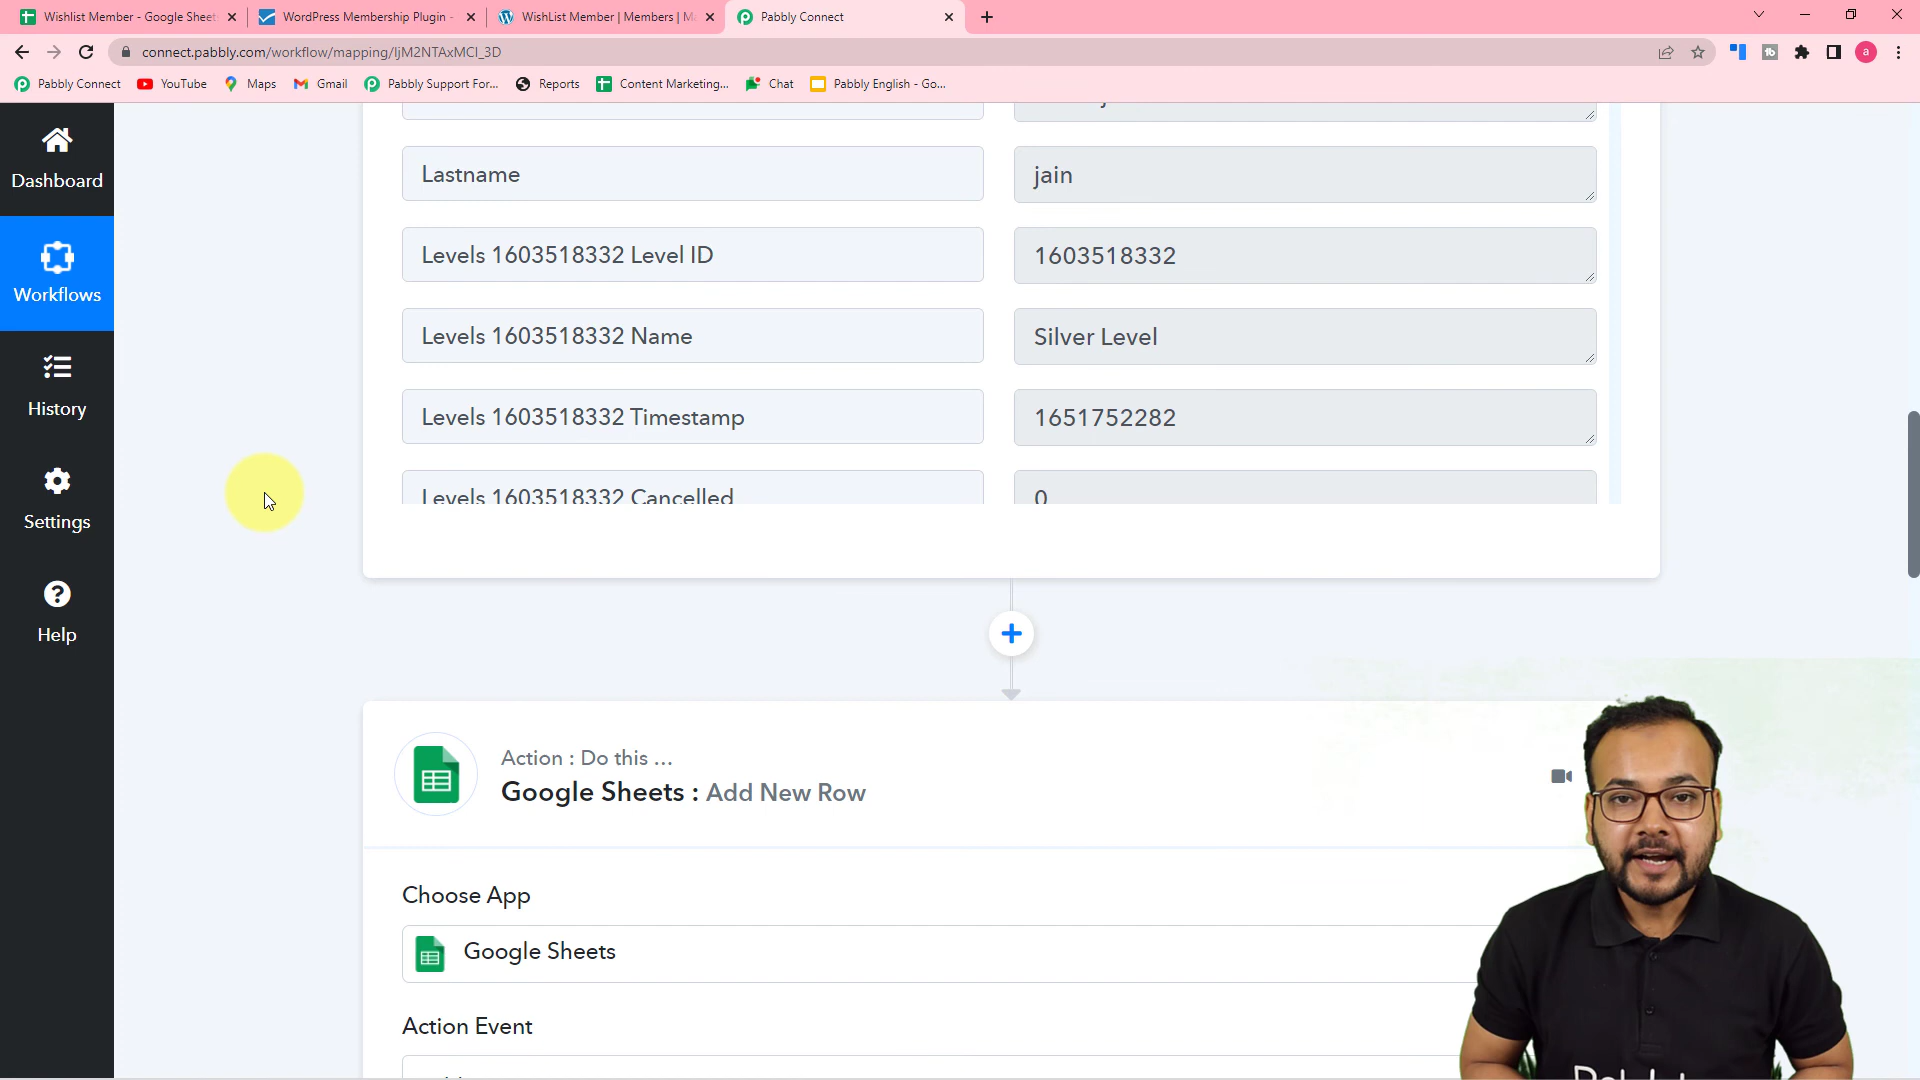 Wishlist Member - Google Sheet
WordPress Membership Plugin -
WishList Member | Members | M
Pabbly Connect
connect.pabbly.com/workflow/mapping/IjM2NTAxMCI_3D
a
Pabbly Connect
YouTube
Maps
Gmail
Pabbly Support For...
Reports
Content Marketing...
Chat
Pabbly English - Go...
Dashboard
Workflows
History
Settings
Help
Lastname
jain
Levels 1603518332 Level ID
1603518332
Levels 1603518332 Name
Silver Level
Levels 1603518332 Timestamp
1651752282
Levels 1603518332 Cancelled
0
Action : Do this ...
Google Sheets : Add New Row
Choose App
Google Sheets
Action Event